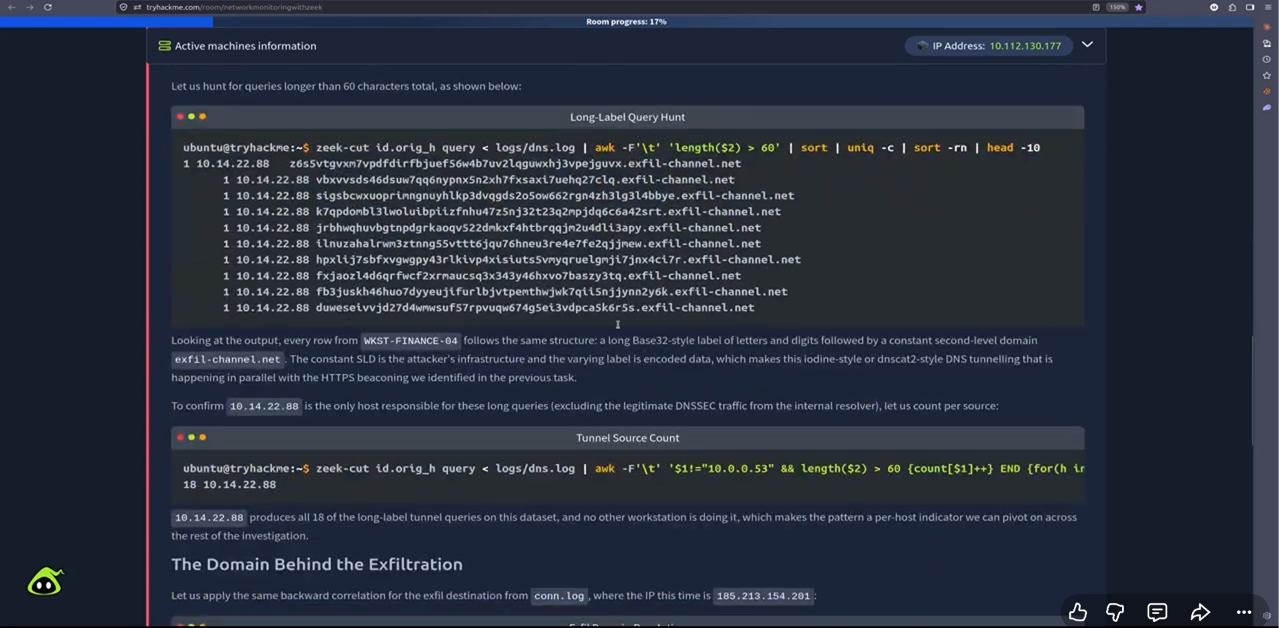 tryhackme.com/room/networkmonitoringwithzeek
150%
Room progress: 17%
Active machines information
IP Address: 10.112.130.177
Let us hunt for queries longer than 60 characters total, as shown below:
Long-Label Query Hunt
ubuntu@tryhackme:~$ zeek-cut id.orig_h query < logs/dns.log | awk -F'\t' 'length($2) > 60' | sort | uniq -c | sort -rn | head -10
1 10.14.22.88 z6s5vtgvxm7vpdfdirfbjuef56w4b7uv2lqguwxhj3vpejguvx.exfil-channel.net
1 10.14.22.88 vbxvvsds46dsuw7qq6nypnx5n2xh7fxsaxi7uehq27clq.exfil-channel.net
1 10.14.22.88 sigsbcwxuoprimngnuyhlkp3dvqgds2o5ow662rgn4zh3lg3l4bbye.exfil-channel.net
1 10.14.22.88 k7qpdombl3lwoluibpiizfnhu47z5nj32t23q2mpjdq6c6a42srt.exfil-channel.net
1 10.14.22.88 jrbhwqhuvbgtnpdgrkaoqv522dmkxf4htbrqqjm2u4dli3apy.exfil-channel.net
1 10.14.22.88 ilnuzahalrwm3ztnng55vttt6jqu76hneu3re4e7fe2qjjmew.exfil-channel.net
1 10.14.22.88 hpxlij7sbfxvgwgpy43rlkivp4xisiuts5vmyqruelgmji7jnx4ci7r.exfil-channel.net
1 10.14.22.88 fxjaozl4d6qrfwcf2xrmaucsq3x343y46hxvo7baszy3tq.exfil-channel.net
1 10.14.22.88 fb3juskh46huo7dyyeujifurlbjvtpemthwjwk7qii5njjynn2y6k.exfil-channel.net
1 10.14.22.88 duweseivvjd27d4wmwsuf57rpvuqw674g5ei3vdpca5k6r5s.exfil-channel.net
Looking at the output, every row from WKST-FINANCE-04 follows the same structure: a long Base32-style label of letters and digits followed by a constant second-level domain
exfil-channel.net. The constant SLD is the attacker's infrastructure and the varying label is encoded data, which makes this iodine-style or dnscat2-style DNS tunnelling that is
happening in parallel with the HTTPS beaconing we identified in the previous task.
To confirm 10.14.22.88 is the only host responsible for these long queries (excluding the legitimate DNSSEC traffic from the internal resolver), let us count per source:
Tunnel Source Count
ubuntu@tryhackme:~$ zeek-cut id.orig_h query < logs/dns.log | awk -F'\t' '$1!="10.0.0.53" && length($2) > 60 {count[$1]++} END {for(h in
18 10.14.22.88
10.14.22.88 produces all 18 of the long-label tunnel queries on this dataset, and no other workstation is doing it, which makes the pattern a per-host indicator we can pivot on across
the rest of the investigation.
The Domain Behind the Exfiltration
Let us apply the same backward correlation for the exfil destination from conn.log, where the IP this time is 185.213.154.201: